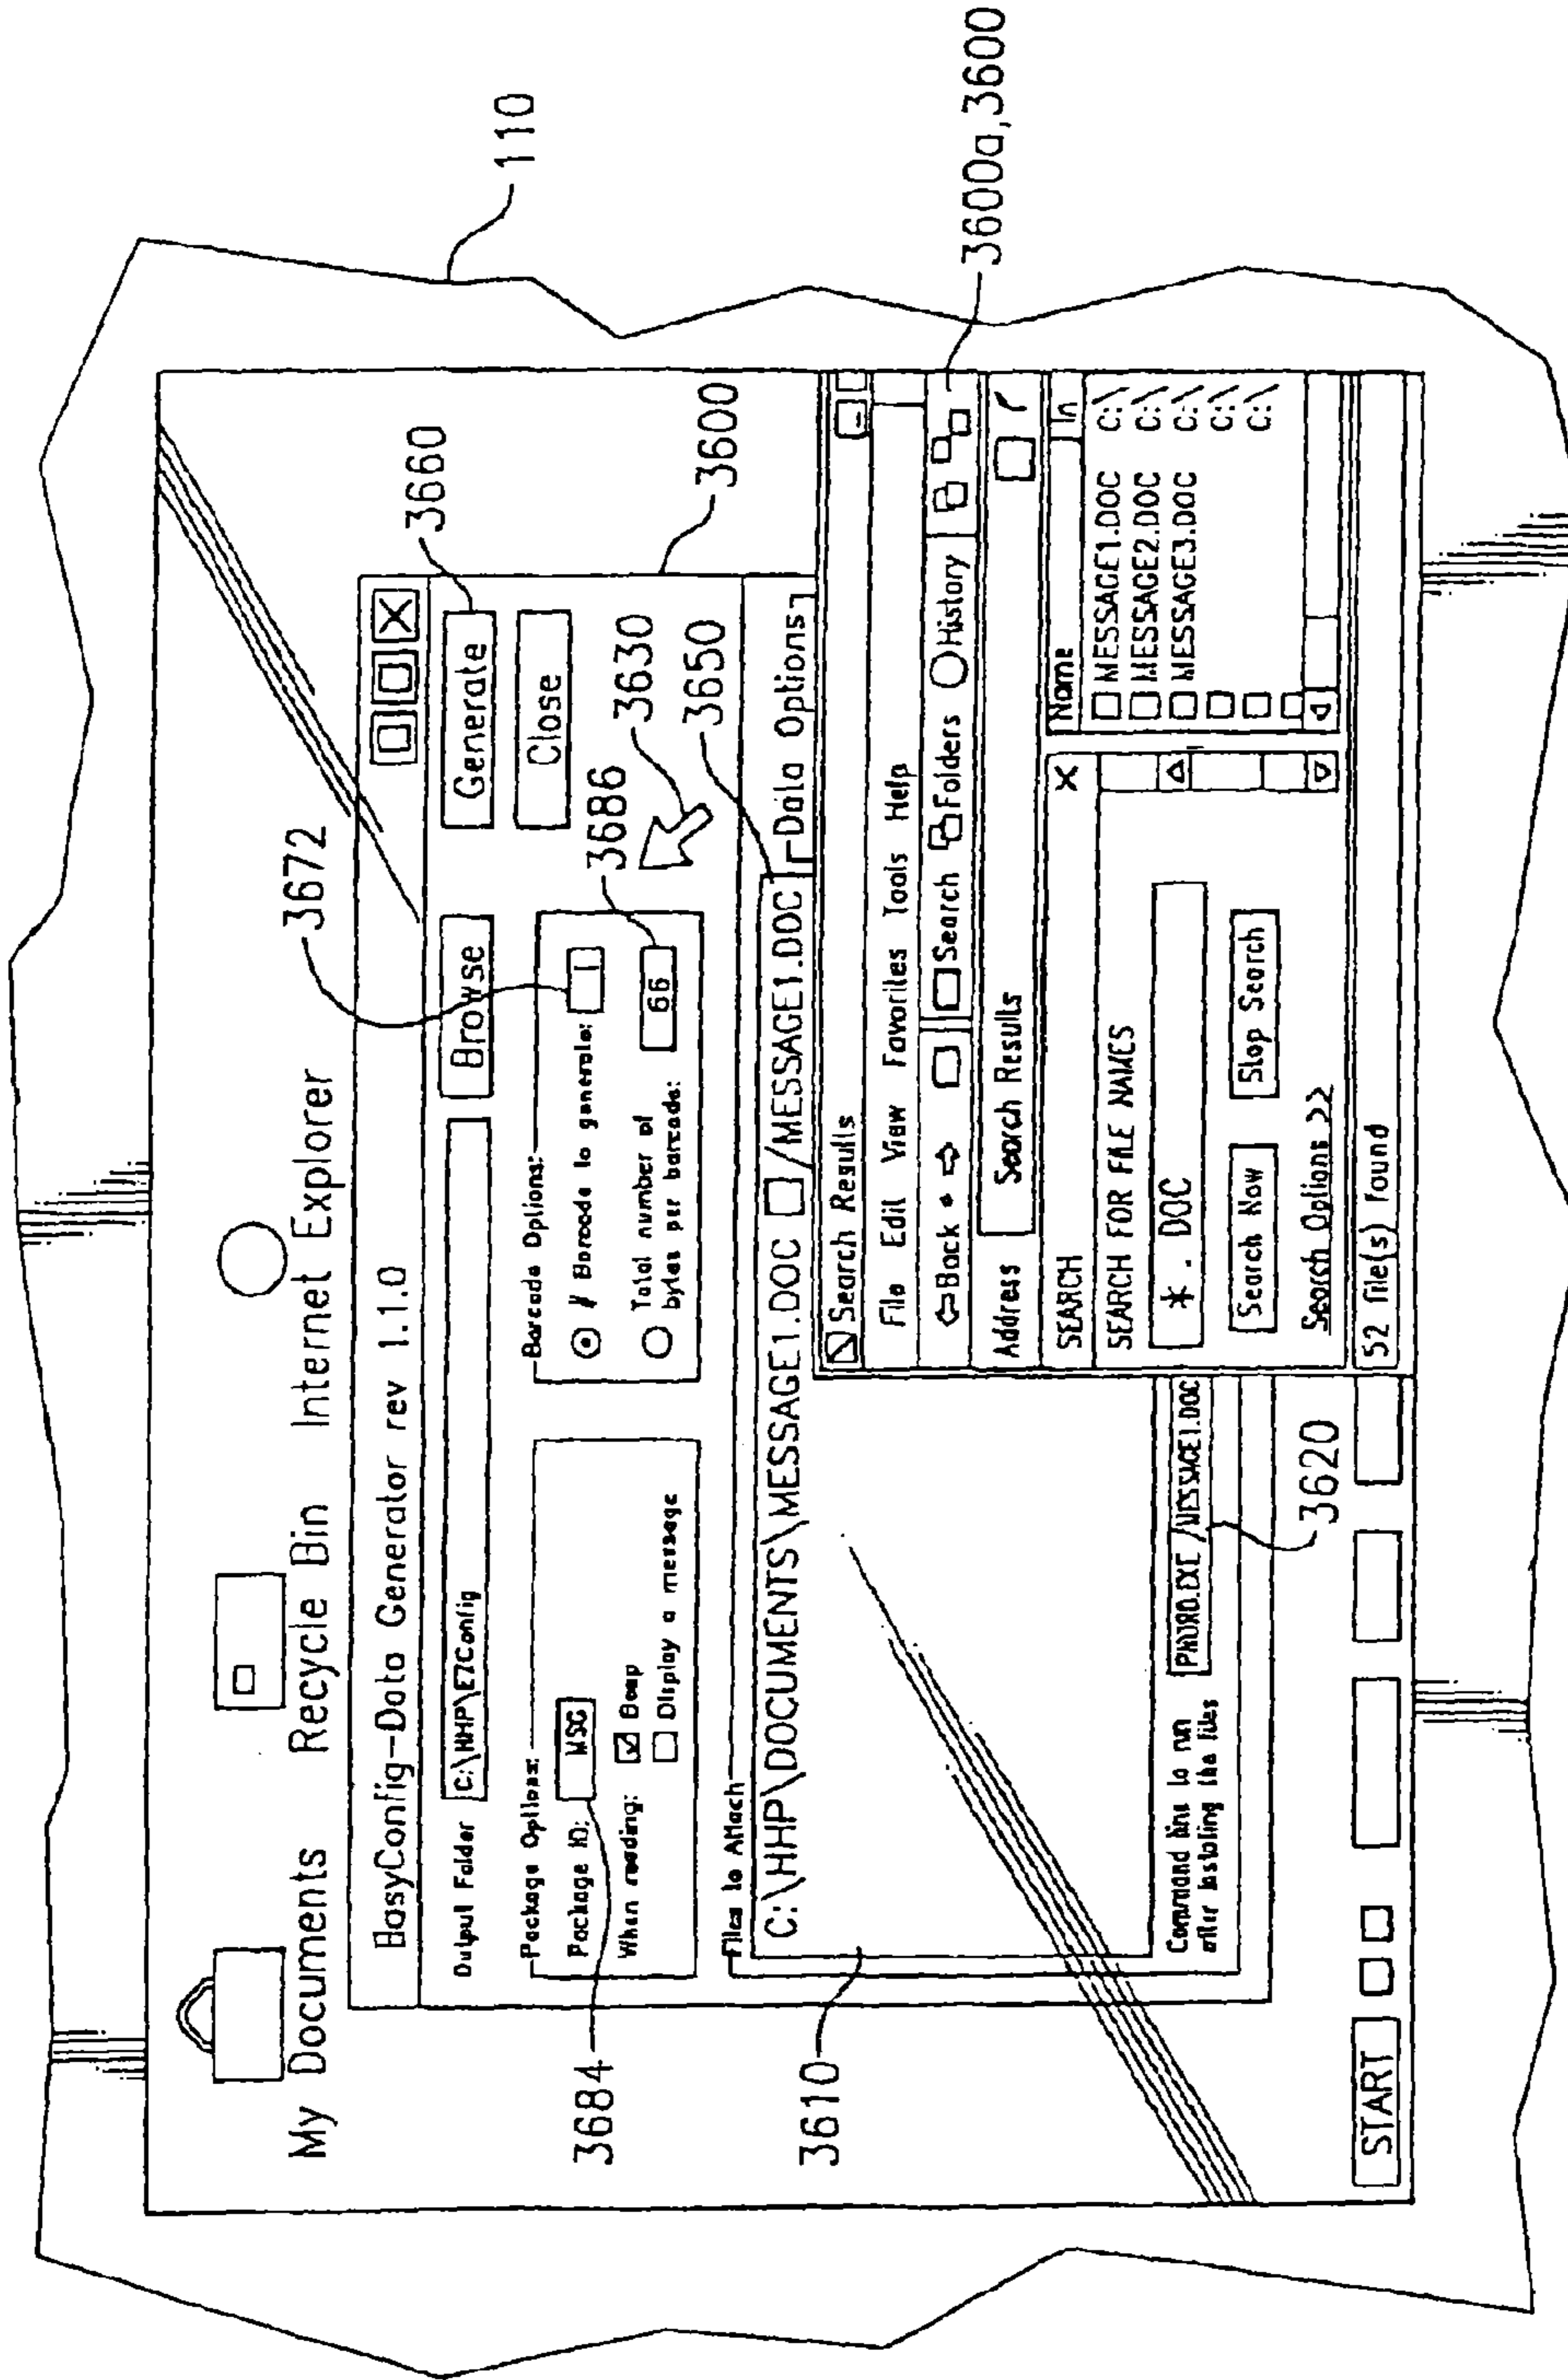 My Documents
Recycle Bin
Internet Explorer
110
EasyConfig-Data Generator rev 1.1.0
Output Folder
C:\HHP\EZConfig
Browse
Generate
3660
3672
Package Options:
Package ID:
MSG
When reading:
Beep
Display a message
3684
Barcode Options:
# Barcode to generate:
1
Total number of
bytes per barcode:
66
3686
Close
3630
3600
3650
Files to Attach
C:\HHP\DOCUMENTS\MESSAGE1.DOC
/MESSAGE1.DOC
Data Options
3610
Search Results
File Edit View Favorites Tools Help
Back
Search
Folders
History
3600a,3600
Address
Search Results
SEARCH
X
SEARCH FOR FILE NAMES
*.DOC
Search Now
Stop Search
Search Options >>
52 file(s) found
Name
In
MESSAGE1.DOC C:\
MESSAGE2.DOC C:\
MESSAGE3.DOC C:\
C:\
C:\
Command line to run
after installing the files
/MESSAGE1.DOC
3620
START